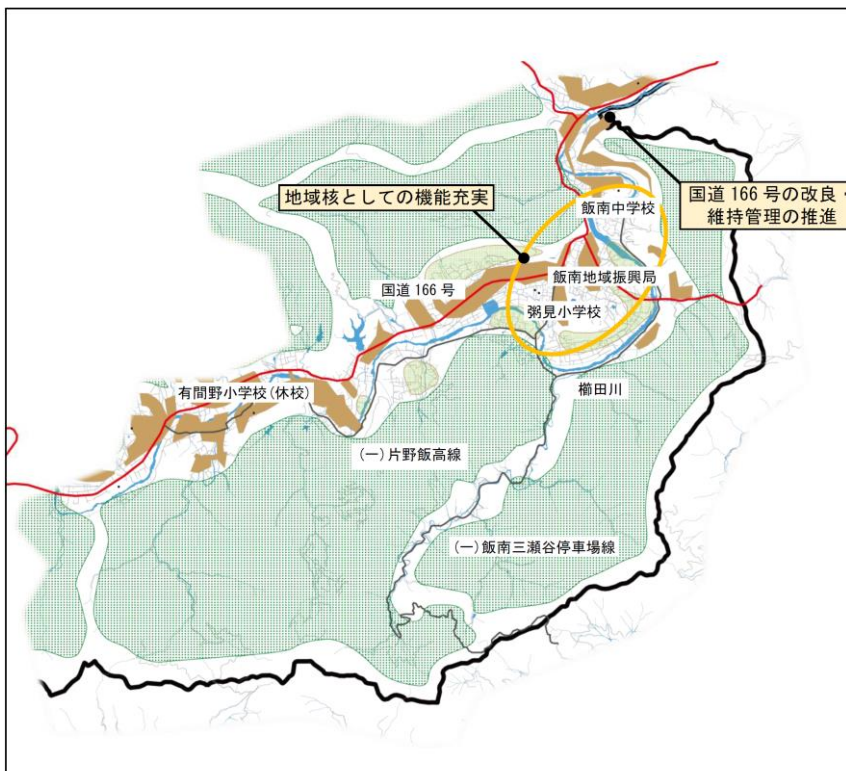 飯南中学校
国道 166 号の改良・
維持管理の推進
地域核としての機能充実
飯南地域振興局
国道 166 号
粥見小学校
有間野小学校(休校)
櫛田川
(一)片野飯高線
(一)飯南三瀬谷停車場線